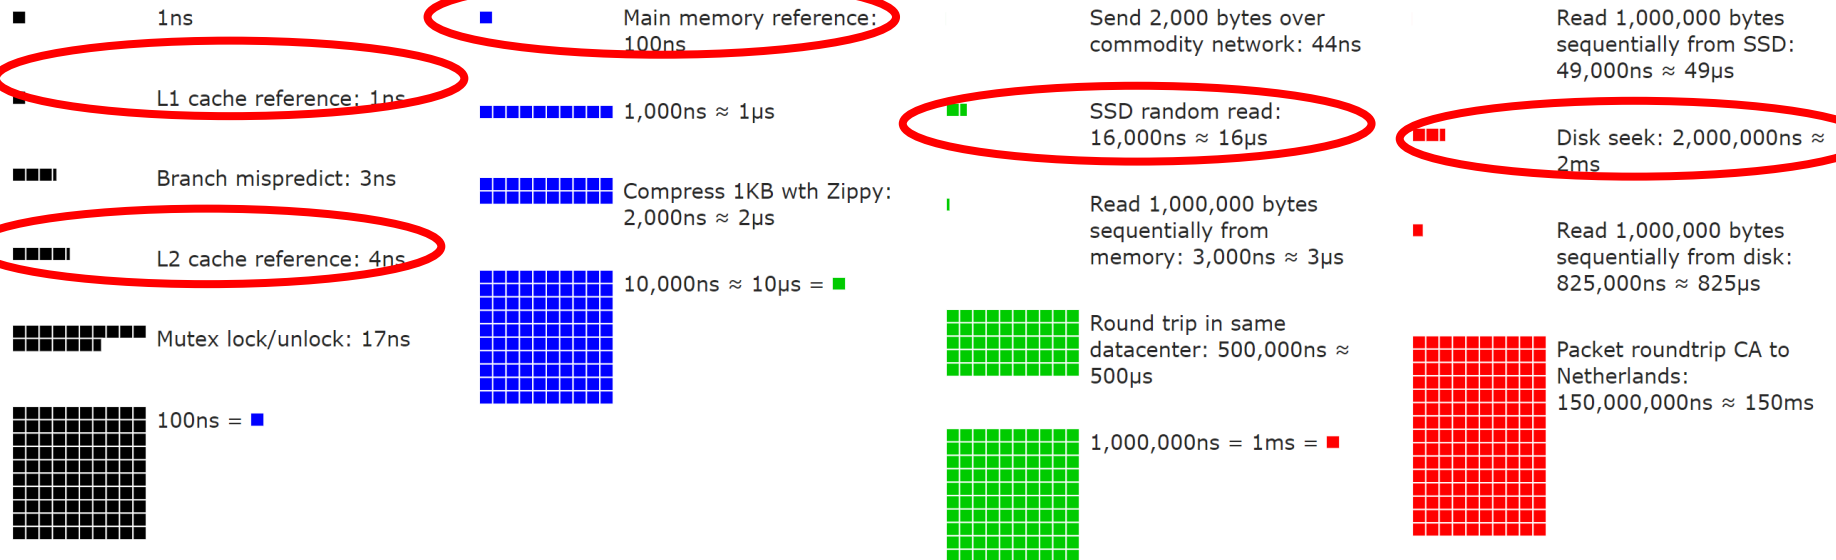 1ns
L1 cache reference: 1ns
Branch mispredict: 3ns
L2 cache reference: 4ns
Mutex lock/unlock: 17ns
100ns =
Main memory reference:
100ns
1,000ns ≈ 1μs
Compress 1KB wth Zippy:
2,000ns ≈ 2μs
10,000ns ≈ 10μs =
Send 2,000 bytes over
commodity network: 44ns
SSD random read:
16,000ns ≈ 16μs
Read 1,000,000 bytes
sequentially from
memory: 3,000ns ≈ 3μs
Round trip in same
datacenter: 500,000ns ≈
500μs
1,000,000ns = 1ms =
Read 1,000,000 bytes
sequentially from SSD:
49,000ns ≈ 49μs
Disk seek: 2,000,000ns ≈
2ms
Read 1,000,000 bytes
sequentially from disk:
825,000ns ≈ 825μs
Packet roundtrip CA to
Netherlands:
150,000,000ns ≈ 150ms